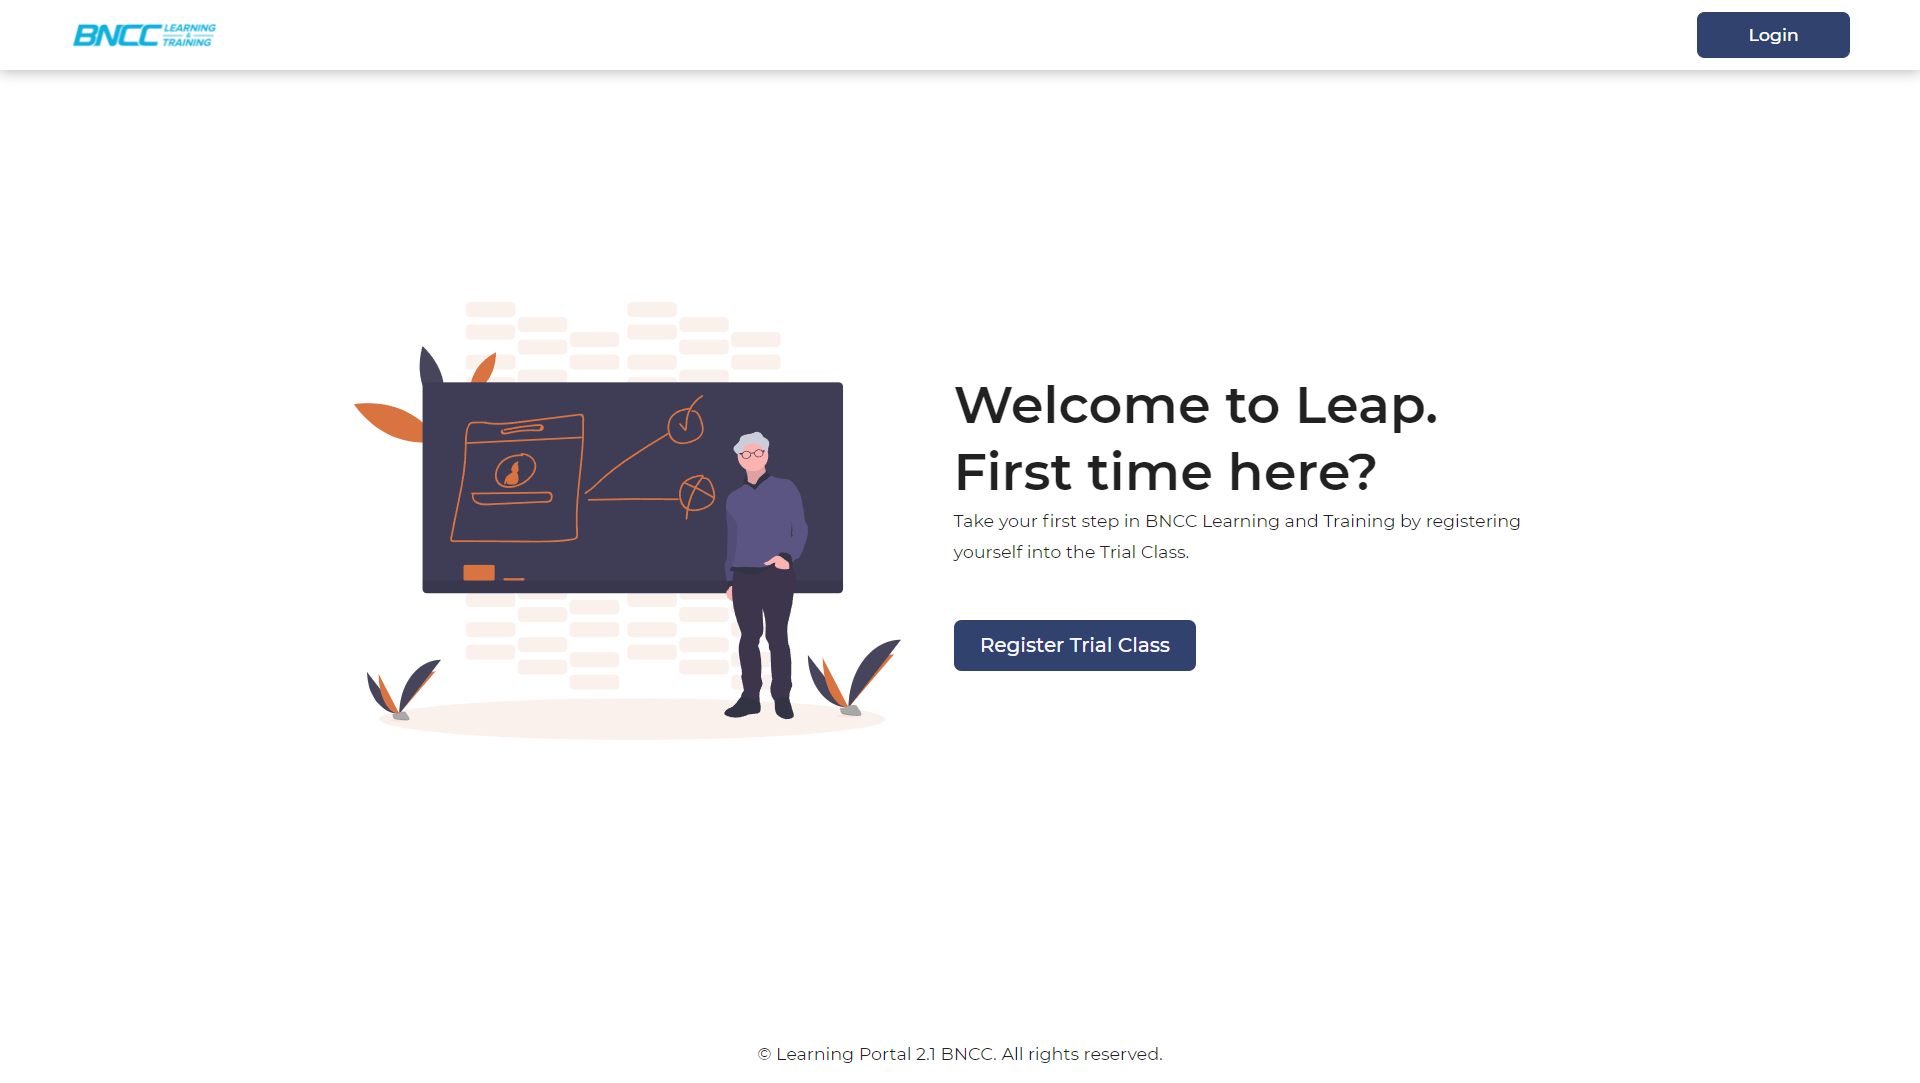 BNCC LEARNING & TRAINING
Login
Welcome to Leap.
First time here?
Take your first step in BNCC Learning and Training by registering
yourself into the Trial Class.
Register Trial Class
© Learning Portal 2.1 BNCC. All rights reserved.